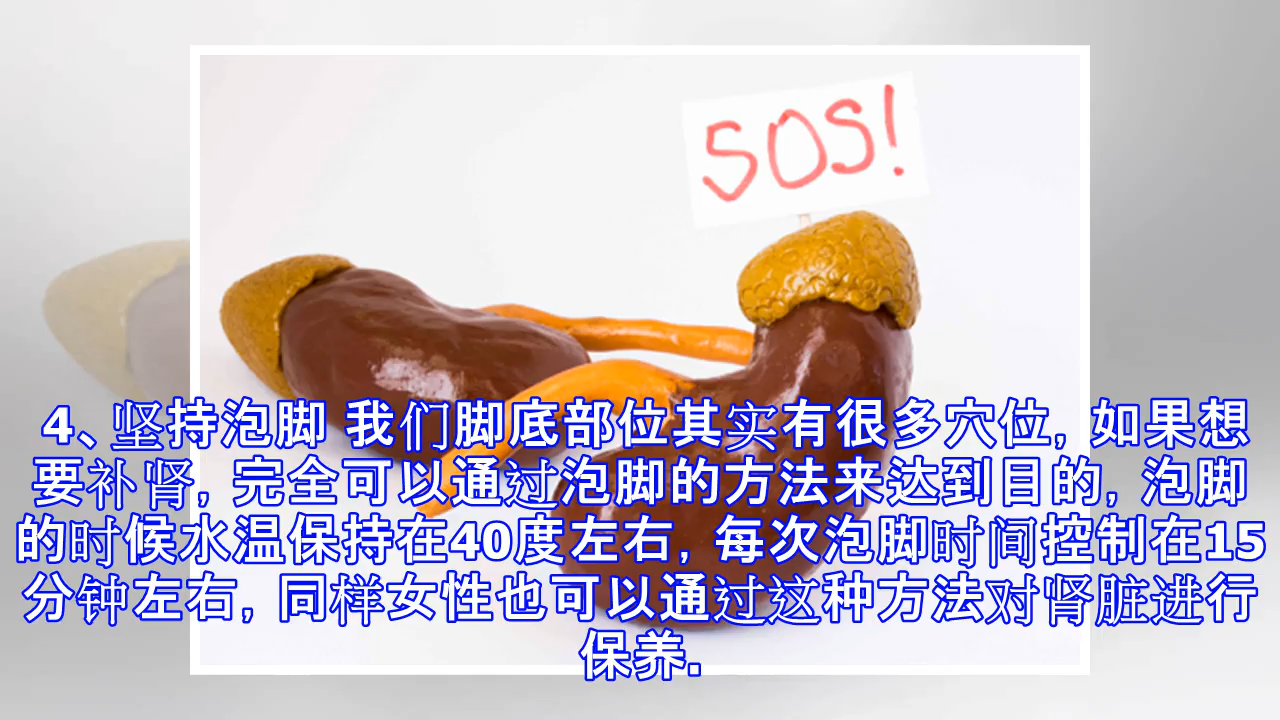 SOS!
4、坚持泡脚 我们脚底部位其实有很多穴位, 如果想
要补肾, 完全可以通过泡脚的方法来达到目的, 泡脚
的时候水温保持在40度左右, 每次泡脚时间控制在15
分钟左右, 同样女性也可以通过这种方法对肾脏进行
保养.